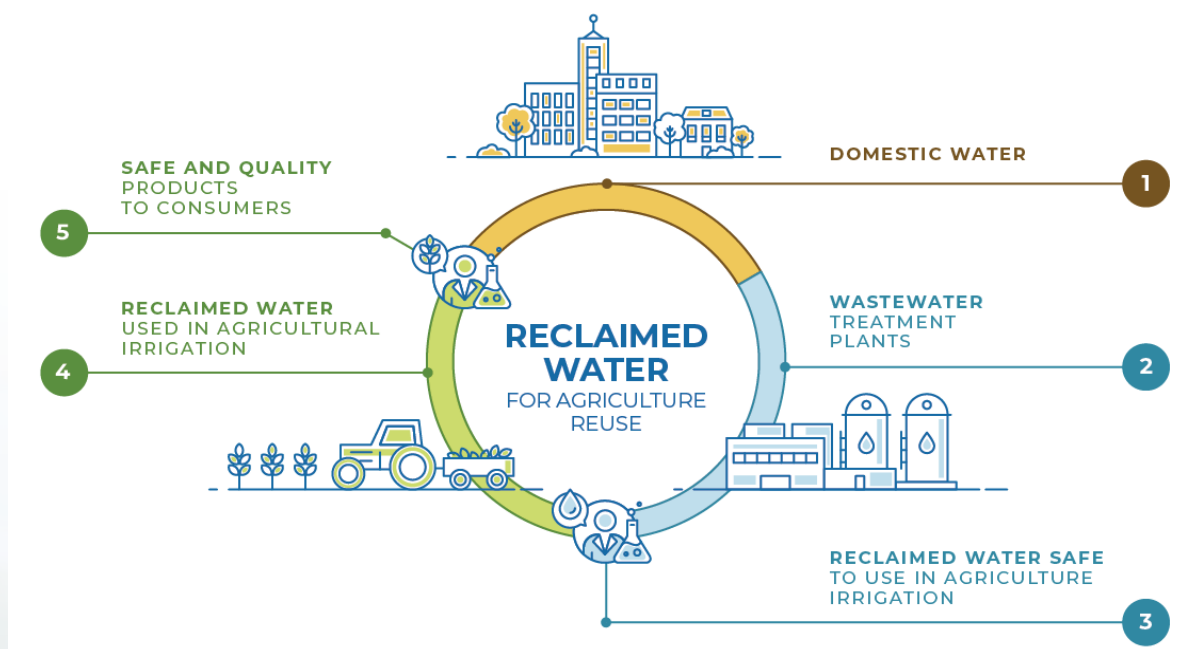 RECLAIMED
WATER
FOR AGRICULTURE
REUSE
DOMESTIC WATER
1
WASTEWATER
TREATMENT
PLANTS
2
RECLAIMED WATER SAFE
TO USE IN AGRICULTURE
IRRIGATION
3
RECLAIMED WATER
USED IN AGRICULTURAL
IRRIGATION
4
SAFE AND QUALITY
PRODUCTS
TO CONSUMERS
5